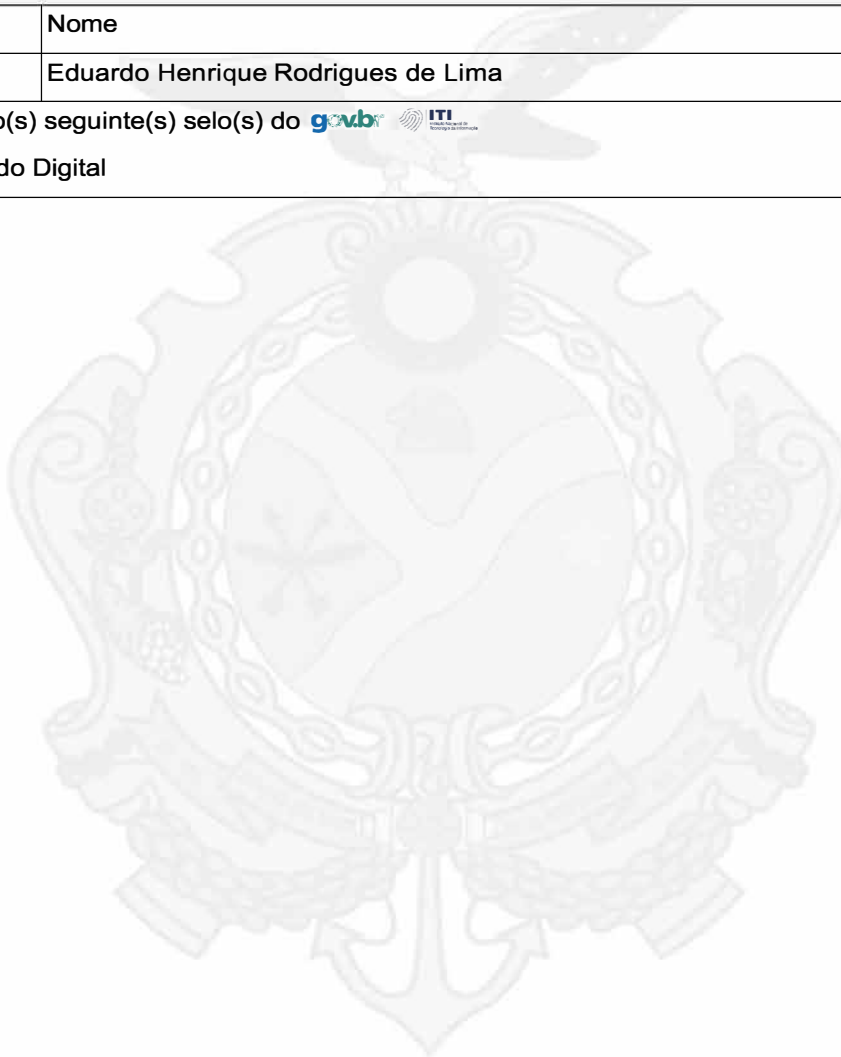 Nome
Eduardo Henrique Rodrigues de Lima
o(s) seguinte(s) selo(s) do gov.br ITI
do Digital